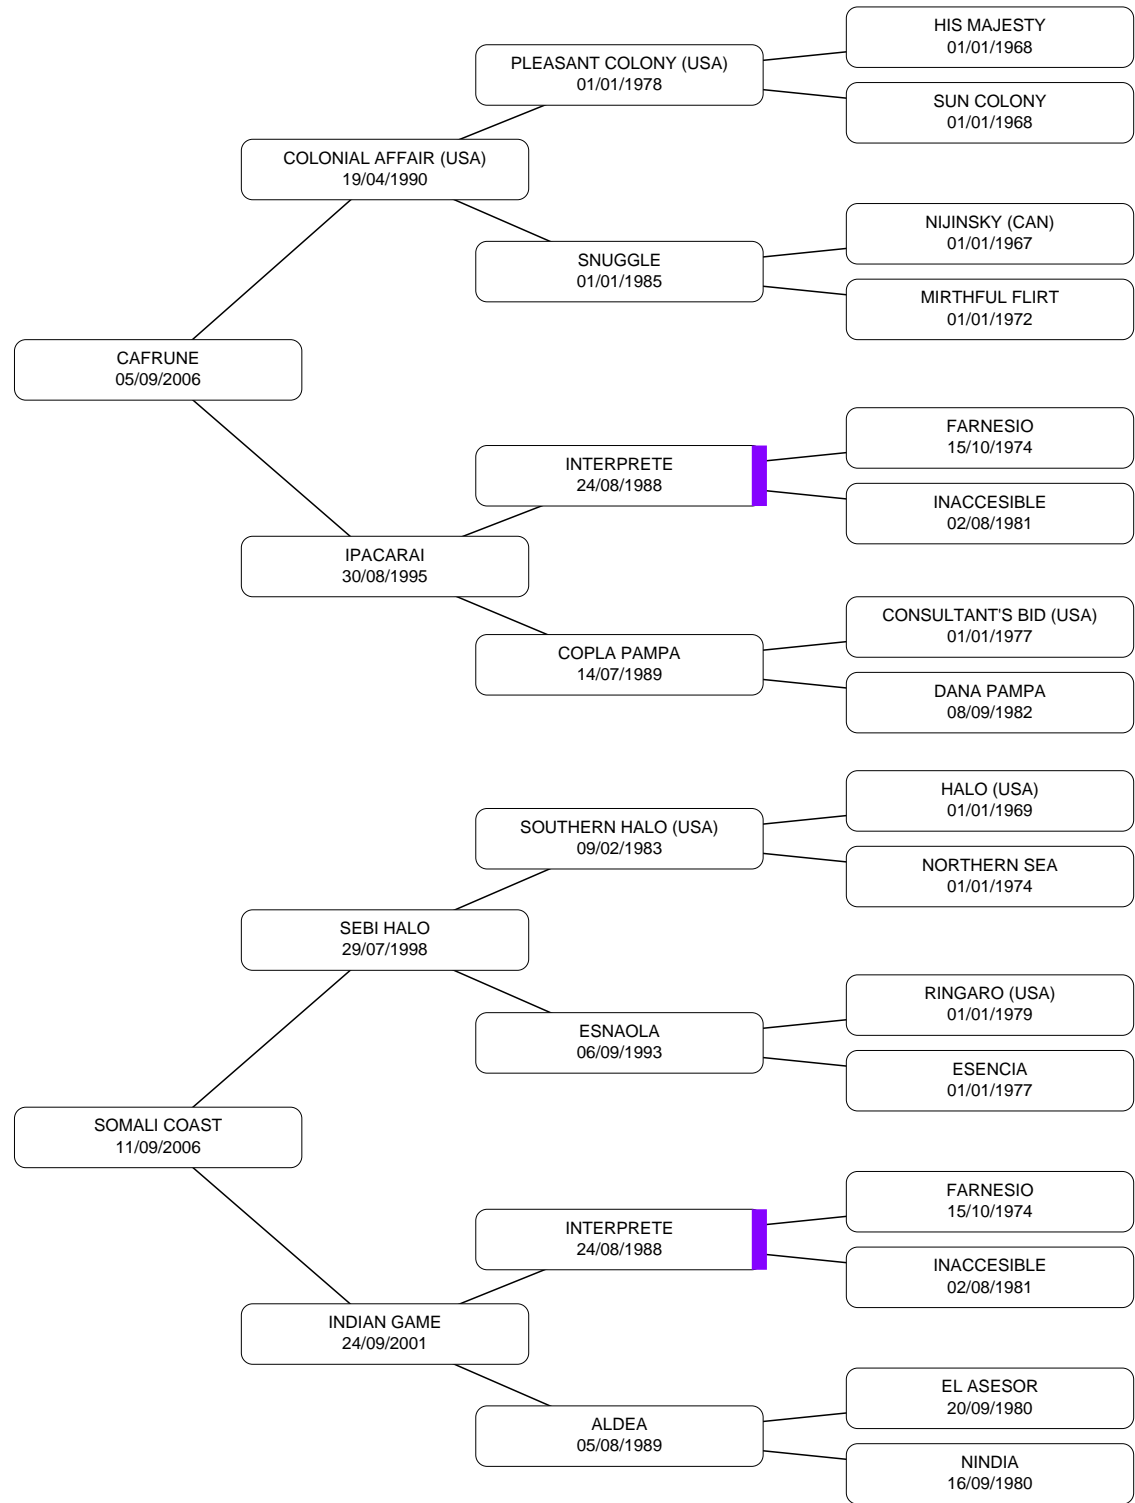 HIS MAJESTY
01/01/1968
PLEASANT COLONY (USA)
01/01/1978
SUN COLONY
01/01/1968
COLONIAL AFFAIR (USA)
19/04/1990
NIJINSKY (CAN)
01/01/1967
SNUGGLE
01/01/1985
MIRTHFUL FLIRT
01/01/1972
CAFRUNE
05/09/2006
FARNESIO
15/10/1974
INTERPRETE
24/08/1988
INACCESIBLE
02/08/1981
IPACARAI
30/08/1995
CONSULTANT'S BID (USA)
01/01/1977
COPLA PAMPA
14/07/1989
DANA PAMPA
08/09/1982
HALO (USA)
01/01/1969
SOUTHERN HALO (USA)
09/02/1983
NORTHERN SEA
01/01/1974
SEBI HALO
29/07/1998
RINGARO (USA)
01/01/1979
ESNAOLA
06/09/1993
ESENCIA
01/01/1977
SOMALI COAST
11/09/2006
FARNESIO
15/10/1974
INTERPRETE
24/08/1988
INACCESIBLE
02/08/1981
INDIAN GAME
24/09/2001
EL ASESOR
20/09/1980
ALDEA
05/08/1989
NINDIA
16/09/1980